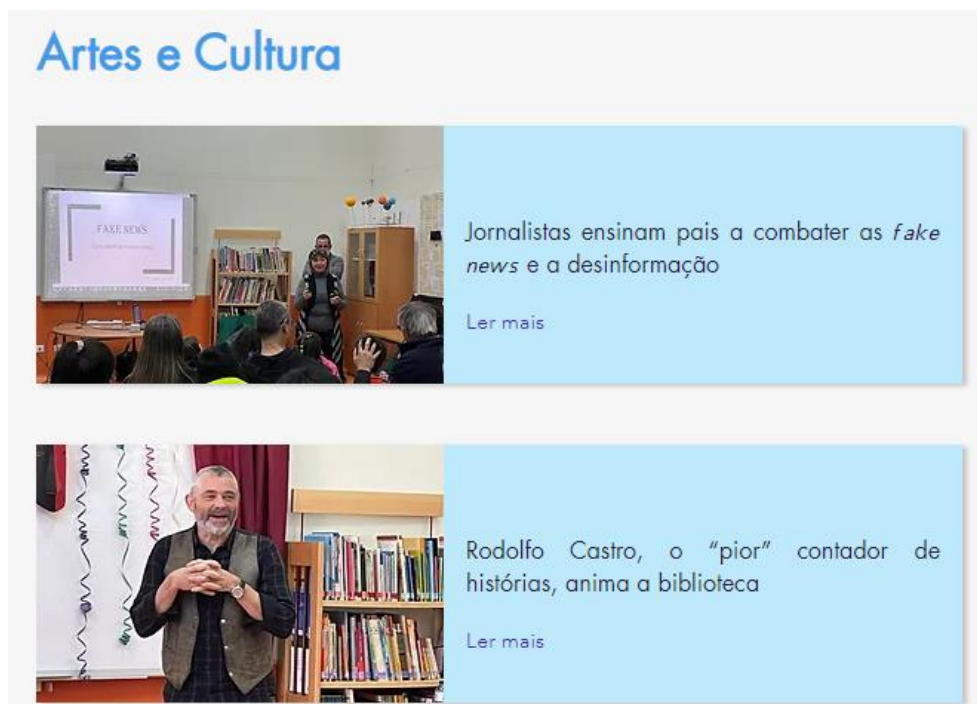 Artes e Cultura
FAKE NEWS
Jornalistas ensinam pais a combater as fake
news e a desinformação
Ler mais
Rodolfo Castro, o “pior” contador de
histórias, anima a biblioteca
Ler mais